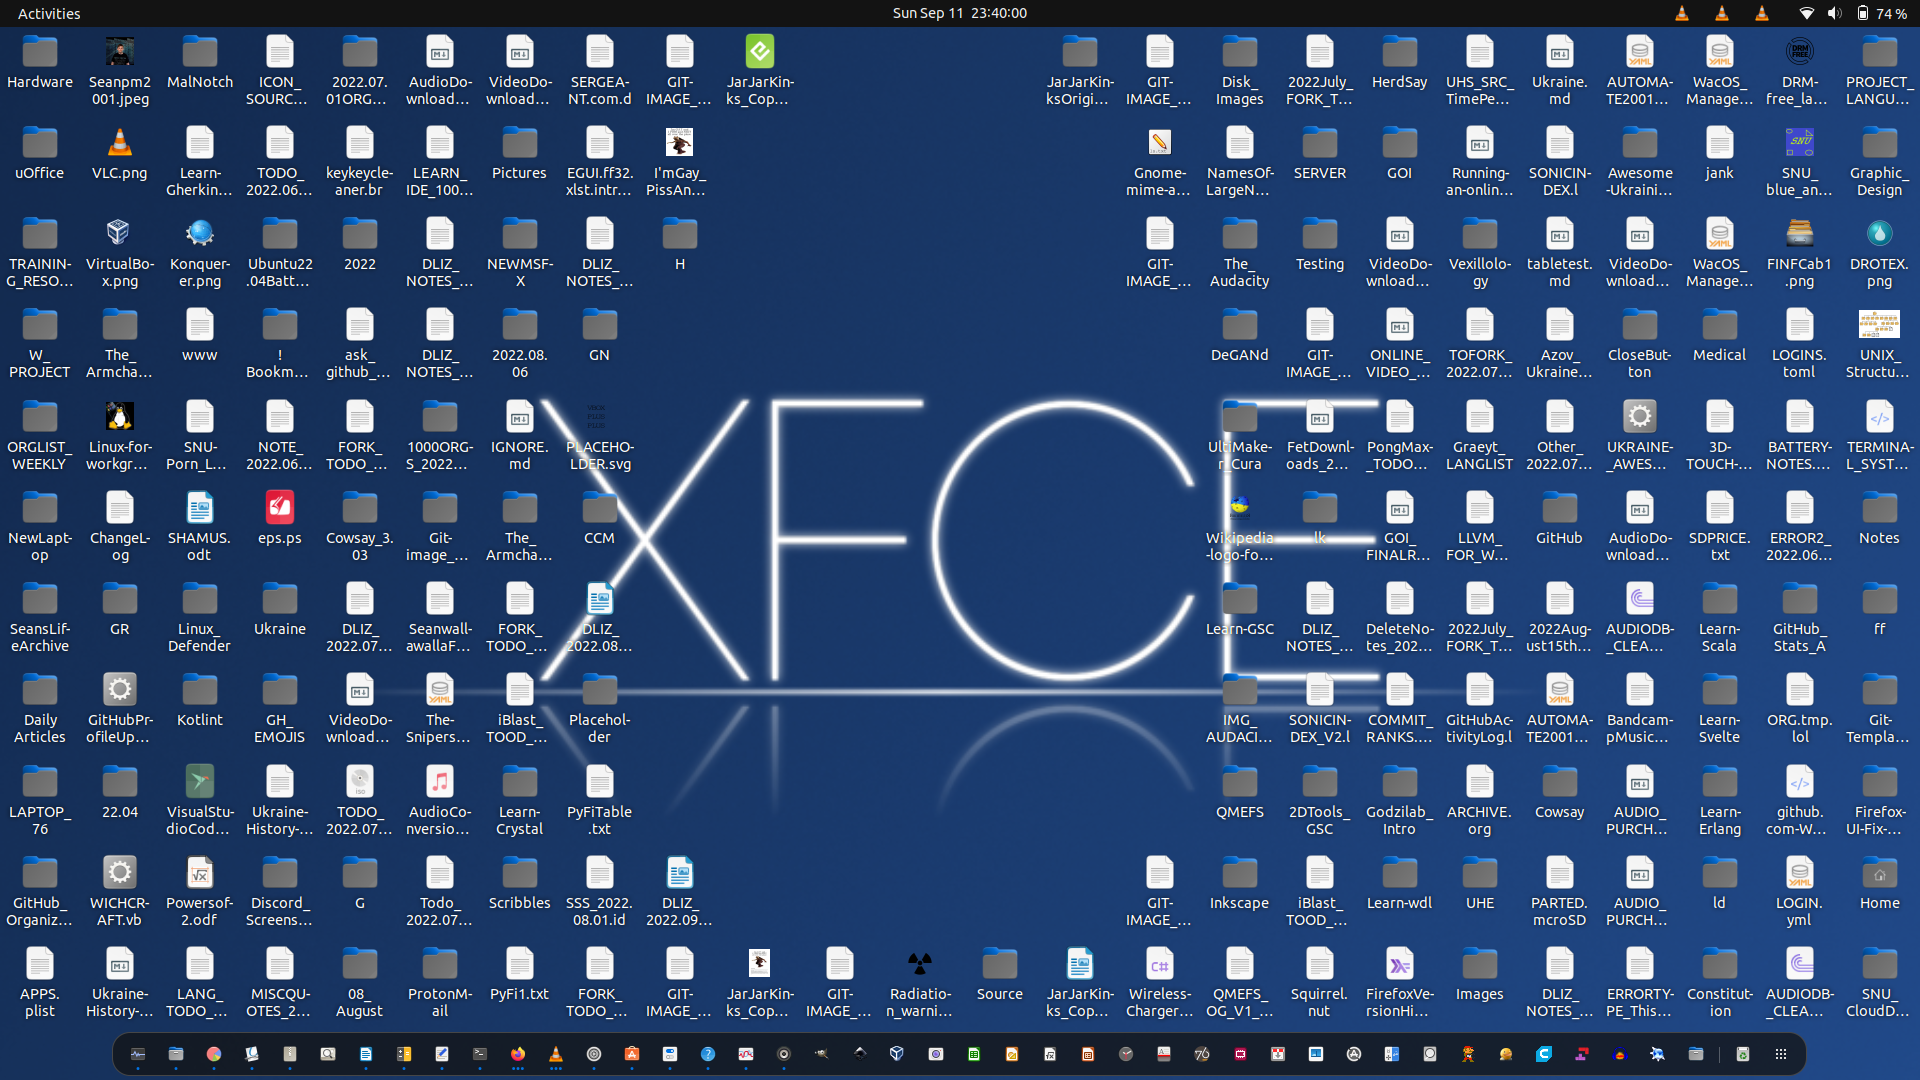 Activities
Sun Sep 11 23:40:00
74 %
Hardware
Seanpm2
001.jpeg
MalNotch
ICON_
SOURC...
2022.07.
01ORG...
AudioDo-
wnload...
VideoDo-
wnload...
SERGEA-
NT.com.d
GIT-
IMAGE_...
JarJarKin-
ks_Cop...
JarJarKin-
ksOrigi...
GIT-
IMAGE_...
Disk_
Images
2022July_
FORK_T...
HerdSay
UHS_SRC_
TimePe...
Ukraine.
md
AUTOMA-
TE2001...
WacOS_
Manage...
DRM-
free_la...
PROJECT_
LANGU...
uOffice
VLC.png
Learn-
Gherkin...
TODO_
2022.06...
keykeycle-
aner.br
LEARN_
IDE_100...
Pictures
EGUI.ff32.
xlst.intr...
I'mGay_
PissAn...
Gnome-
mime-a...
NamesOf-
LargeN...
SERVER
GOI
Running-
an-onlin...
SONICIN-
DEX.l
Awesome
-Ukraini...
jank
SNU_
blue_an...
Graphic_
Design
TRAININ-
G_RESO...
VirtualBo-
x.png
Konquer-
er.png
Ubuntu22
.04Batt...
2022
DLIZ_
NOTES_...
NEWMSF-
X
DLIZ_
NOTES_...
H
GIT-
IMAGE_...
The_
Audacity
Testing
VideoDo-
wnload...
Vexillolo-
gy
tabletest.
md
VideoDo-
wnload...
WacOS_
Manage...
FINFCab1
.png
DROTEX.
png
W_
PROJECT
The_
Armcha...
www
!
Bookm...
ask_
github_...
DLIZ_
NOTES_...
2022.08.
06
GN
DeGANd
GIT-
IMAGE_...
ONLINE_
VIDEO_...
TOFORK_
2022.07...
Azov_
Ukraine...
CloseBut-
ton
Medical
LOGINS.
toml
UNIX_
Structu...
XFCE
ORGLIST_
WEEKLY
Linux-for-
workgr...
SNU-
Porn_L...
NOTE_
2022.06...
FORK_
TODO_...
1000ORG-
S_2022...
IGNORE.
md
PLACEHO-
LDER.svg
UltiMake-
r_Cura
FetDownl-
oads_2...
PongMax-
_TODO...
Graeyt_
LANGLIST
Other_
2022.07...
UKRAINE-
_AWES...
3D-
TOUCH-...
BATTERY-
NOTES....
TERMINA-
L_SYST...
NewLapt-
op
ChangeL-
og
SHAMUS.
odt
eps.ps
Cowsay_3.
03
Git-
image_...
The_
Armcha...
CCM
Wikipedia
-logo-fo...
lk
GOI_
FINALR...
LLVM_
FOR_W...
GitHub
AudioDo-
wnload...
SDPRICE.
txt
ERROR2_
2022.06...
Notes
SeansLif-
eArchive
GR
Linux_
Defender
Ukraine
DLIZ_
2022.07...
Seanwall-
awallaF...
FORK_
TODO_...
DLIZ_
2022.08...
Learn-GSC
DLIZ_
NOTES_...
DeleteNo-
tes_202...
2022July_
FORK_T...
2022Aug-
ust15th...
AUDIODB-
_CLEA...
Learn-
Scala
GitHub_
Stats_A
ff
Daily
Articles
GitHubPr-
ofileUp...
Kotlint
GH_
EMOJIS
VideoDo-
wnload...
The-
Snipers...
iBlast_
TOOD_...
Placehol-
der
IMG_
AUDACI...
SONICIN-
DEX_V2.l
COMMIT_
RANKS....
GitHubAc-
tivityLog.l
AUTOMA-
TE2001...
Bandcam-
pMusic...
Learn-
Svelte
ORG.tmp.
lol
Git-
Templa...
LAPTOP_
76
22.04
VisualStu-
dioCod...
Ukraine-
History-...
TODO_
2022.07...
AudioCo-
nversio...
Learn-
Crystal
PyFiTable
.txt
QMEFS
2DTools_
GSC
Godzilab_
Intro
ARCHIVE.
org
Cowsay
AUDIO_
PURCH...
Learn-
Erlang
github.
com-W...
Firefox-
UI-Fix-...
GitHub_
Organiz...
WICHCR-
AFT.vb
Powersof-
2.odf
Discord_
Screens...
G
Todo_
2022.07...
Scribbles
SSS_2022.
08.01.id
DLIZ_
2022.09...
GIT-
IMAGE_...
Inkscape
iBlast_
TOOD_...
Learn-wdl
UHE
PARTED.
mcroSD
AUDIO_
PURCH...
ld
LOGIN.
yml
Home
APPS.
plist
Ukraine-
History-...
LANG_
TODO_...
MISCQU-
OTES_2...
08_
August
ProtonM-
ail
PyFi1.txt
FORK_
TODO_...
GIT-
IMAGE_...
JarJarKin-
ks_Cop...
GIT-
IMAGE_...
Radiatio-
n_warni...
Source
JarJarKin-
ks_Cop...
Wireless-
Charger...
QMEFS_
OG_V1_...
Squirrel.
nut
FirefoxVe-
rsionHi...
Images
DLIZ_
NOTES_...
ERRORTY-
PE_This...
Constitut-
ion
AUDIODB-
_CLEA...
SNU_
CloudD...